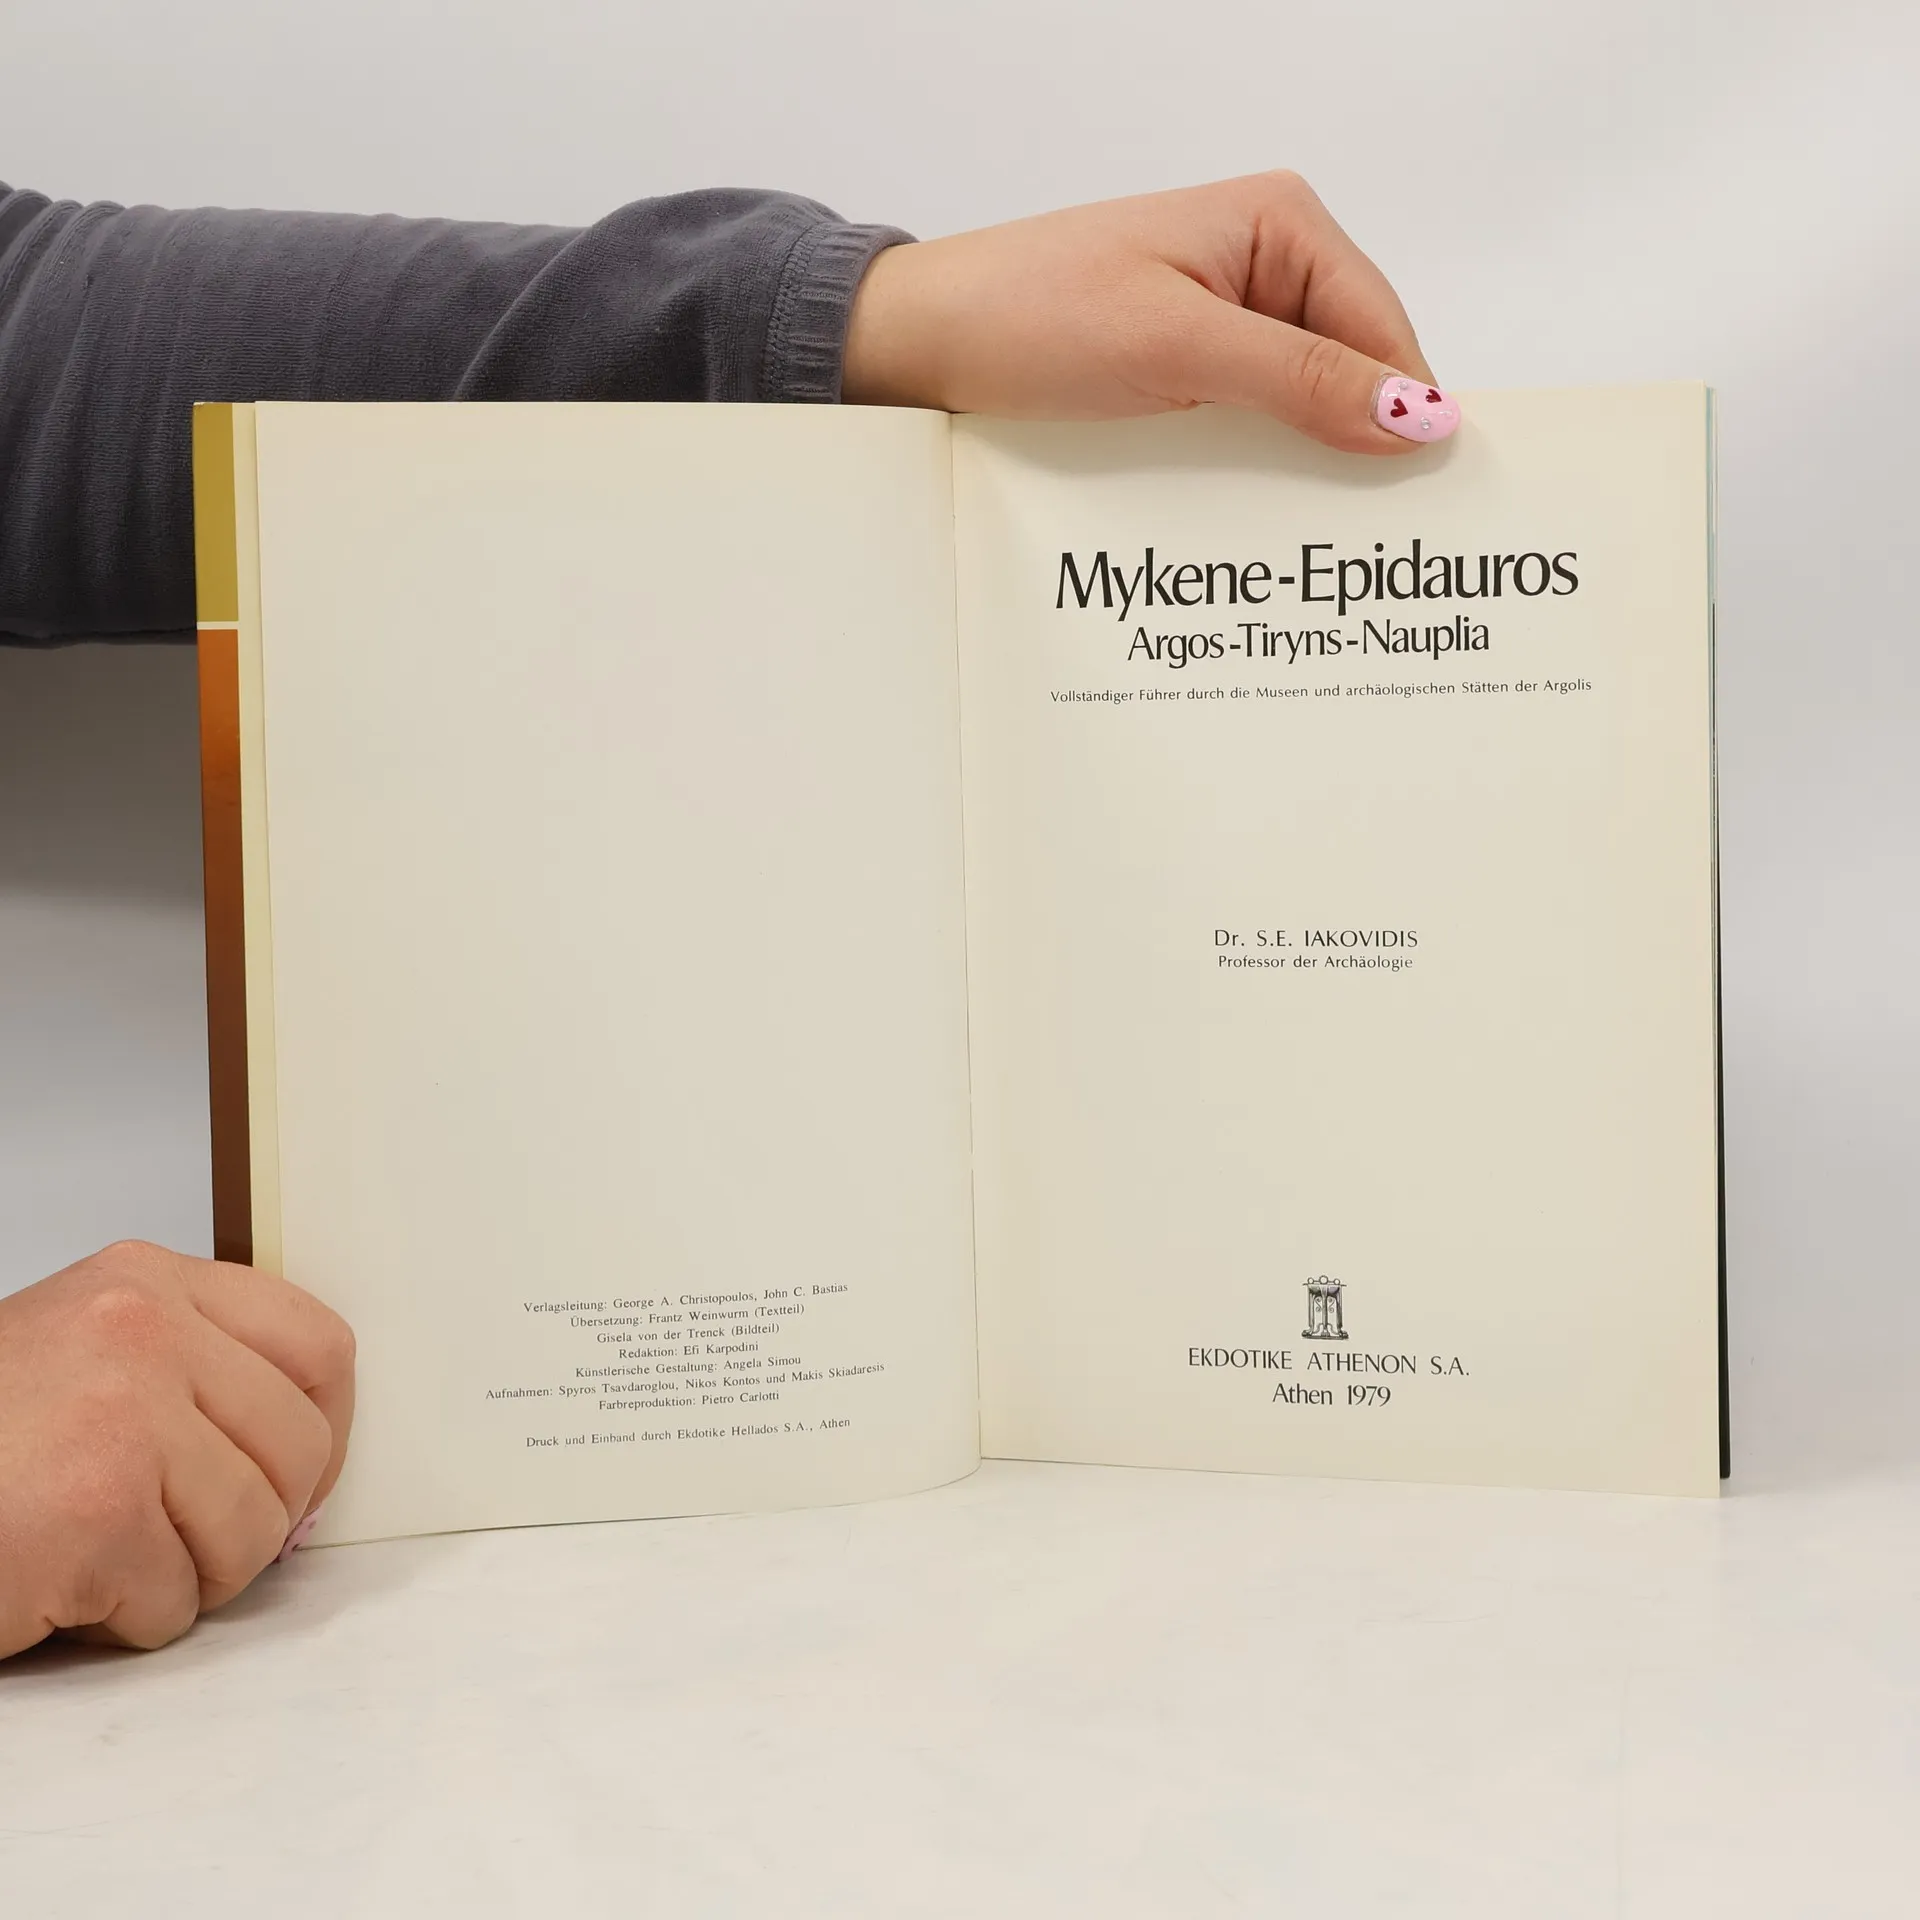 Verlagsleitung: George A. Christopoulos, John C. Bastias
Übersetzung: Frantz Weinwurm (Textteil)
Gisela von der Trenck (Bildteil)
Redaktion: Efi Karpodini
Künstlerische Gestaltung: Angela Simou
Aufnahmen: Spyros Tsavdaroglou, Nikos Kontos und Makis Skiadaresis
Farbreproduktion: Pietro Carlotti
Druck und Einband durch Ekdotike Hellados S.A., Athen
Mykene-Epidauros
Argos-Tiryns-Nauplia
Vollständiger Führer durch die Museen und archäologischen Stätten der Argolis
Dr. S.E. IAKOVIDIS
Professor der Archäologie
EKDOTIKE ATHENON S.A.
Athen 1979